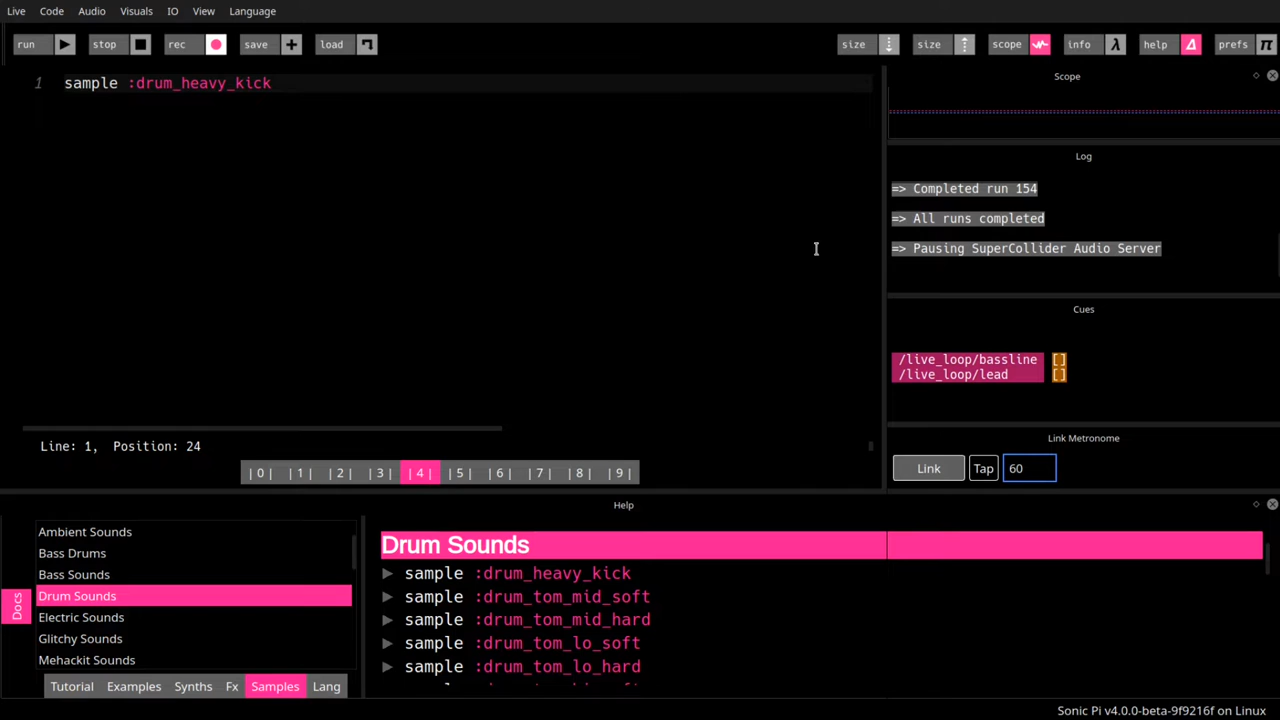 Live Code Audio Visuals IO View Language
run stop rec save + load size size scope info λ help prefs π
1 sample :drum_heavy_kick
Scope
Log
=> Completed run 154
=> All runs completed
=> Pausing SuperCollider Audio Server
Cues
/live_loop/bassline []
/live_loop/lead []
Line: 1, Position: 24
Link Metronome
Link Tap 60
|0| |1| |2| |3| |4| |5| |6| |7| |8| |9|
Help
Docs
Ambient Sounds
Bass Drums
Bass Sounds
Drum Sounds
Electric Sounds
Glitchy Sounds
Mehackit Sounds
Tutorial Examples Synths Fx Samples Lang
Drum Sounds
▶ sample :drum_heavy_kick
▶ sample :drum_tom_mid_soft
▶ sample :drum_tom_mid_hard
▶ sample :drum_tom_lo_soft
▶ sample :drum_tom_lo_hard
Sonic Pi v4.0.0-beta-9f9216f on Linux